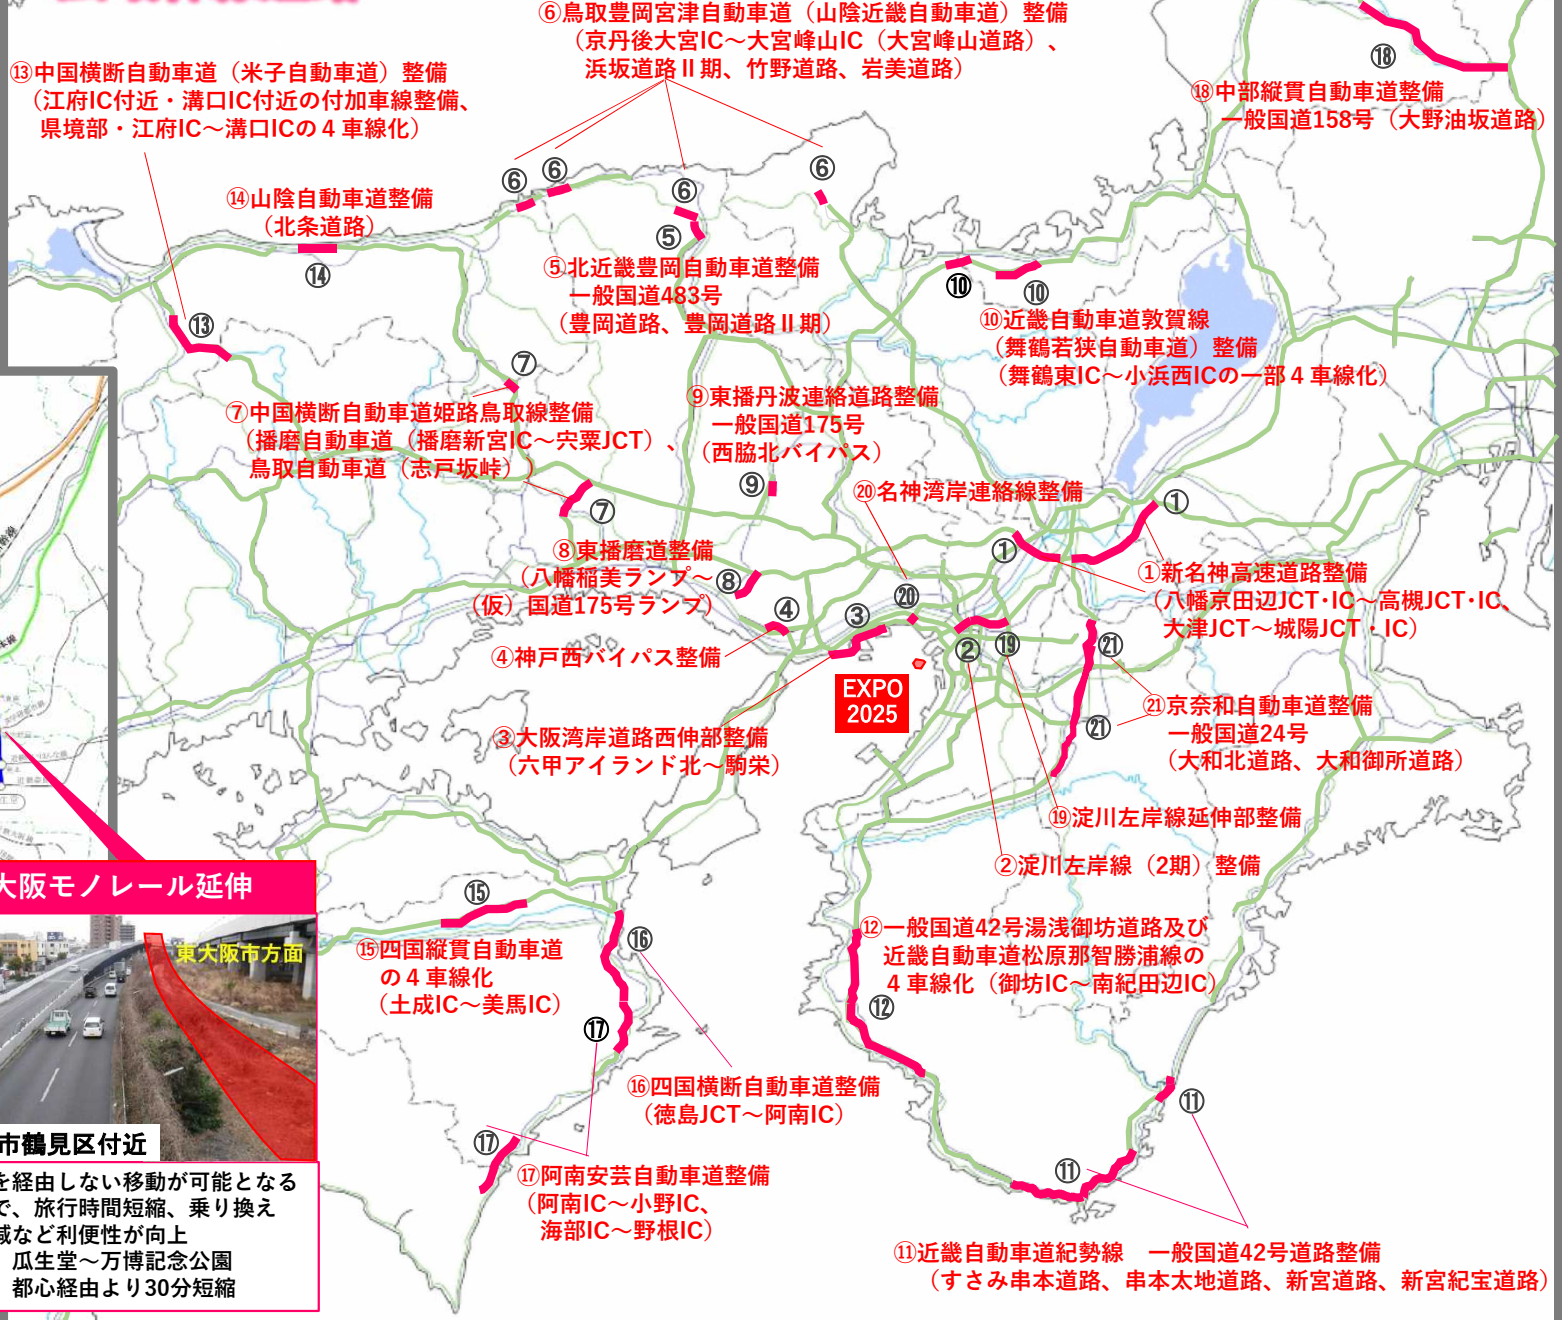 ⑥鳥取豊岡宮津自動車道（山陰近畿自動車道）整備
（京丹後大宮IC～大宮峰山IC（大宮峰山道路）、
浜坂道路Ⅱ期、竹野道路、岩美道路）
⑬中国横断自動車道（米子自動車道）整備
（江府IC付近・溝口IC付近の付加車線整備、
県境部・江府IC～溝口ICの４車線化）
⑱
⑱中部縦貫自動車道整備
一般国道158号（大野油坂道路）
⑥
⑥
⑥
⑥
⑭山陰自動車道整備
（北条道路）
⑭
⑤
⑤北近畿豊岡自動車道整備
一般国道483号
（豊岡道路、豊岡道路Ⅱ期）
⑩
⑩
⑩近畿自動車道敦賀線
（舞鶴若狭自動車道）整備
（舞鶴東IC～小浜西ICの一部４車線化）
⑬
⑦
⑦中国横断自動車道姫路鳥取線整備
（播磨自動車道（播磨新宮IC～宍粟JCT）、
鳥取自動車道（志戸坂峠））
⑦
⑨東播丹波連絡道路整備
一般国道175号
（西脇北バイパス）
⑨
⑳名神湾岸連絡線整備
①
①
①新名神高速道路整備
（八幡京田辺JCT･IC～高槻JCT･IC、
大津JCT～城陽JCT・IC）
⑧東播磨道整備
（八幡稲美ランプ～
（仮）国道175号ランプ）
⑧
④
③
⑳
②
⑲
㉑
④神戸西バイパス整備
EXPO
2025
㉑京奈和自動車道整備
一般国道24号
（大和北道路、大和御所道路）
㉑
③大阪湾岸道路西伸部整備
（六甲アイランド北～駒栄）
⑲淀川左岸線延伸部整備
②淀川左岸線（2期）整備
大阪モノレール延伸
東大阪市方面
市鶴見区付近
を経由しない移動が可能となる
で、旅行時間短縮、乗り換え
減など利便性が向上
瓜生堂～万博記念公園
都心経由より30分短縮
⑮
⑮四国縦貫自動車道
の４車線化
（土成IC～美馬IC）
⑯
⑰
⑯四国横断自動車道整備
（徳島JCT～阿南IC）
⑰
⑰阿南安芸自動車道整備
（阿南IC～小野IC、
海部IC～野根IC）
⑫一般国道42号湯浅御坊道路及び
近畿自動車道松原那智勝浦線の
４車線化（御坊IC～南紀田辺IC）
⑫
⑪
⑪
⑪近畿自動車道紀勢線　一般国道42号道路整備
（すさみ串本道路、串本太地道路、新宮道路、新宮紀宝道路）